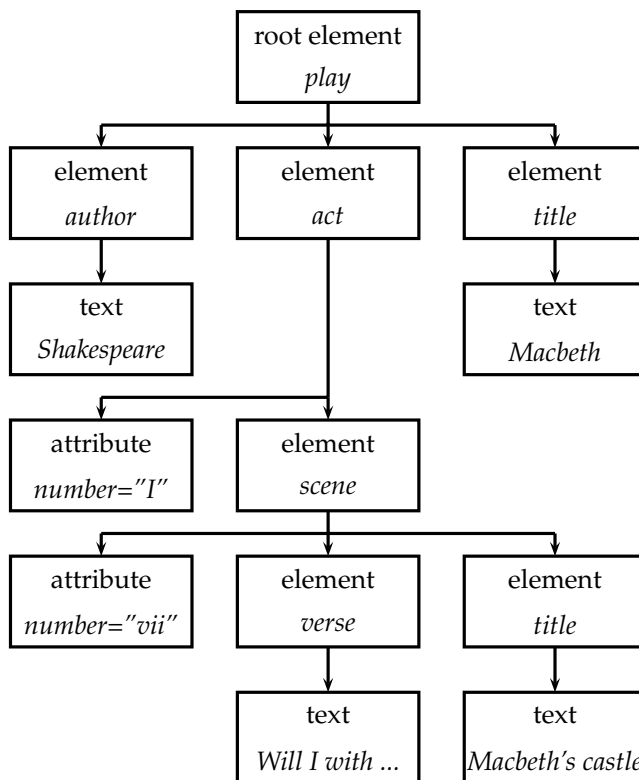 root element
play
element
author
element
act
element
title
text
Shakespeare
text
Macbeth
attribute
number="I"
element
scene
attribute
number="vii"
element
verse
element
title
text
Will I with ...
text
Macbeth's castle